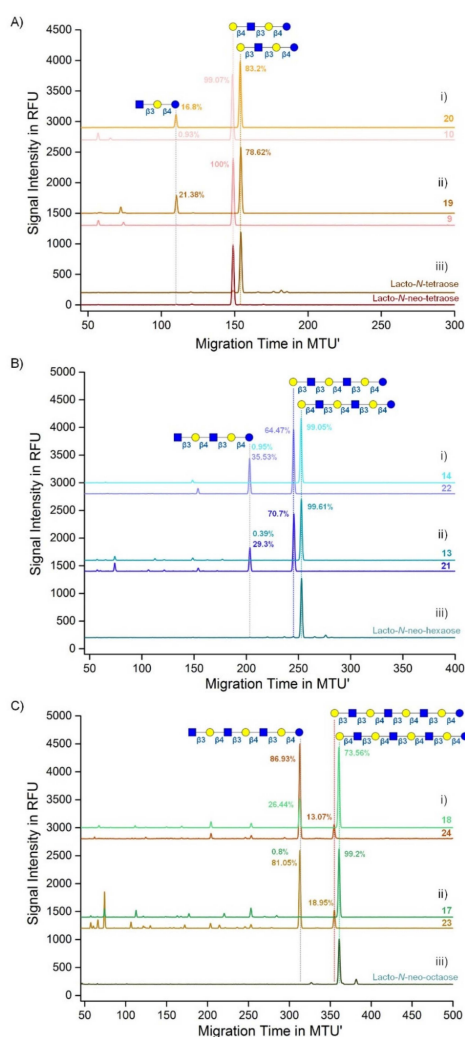 A)
β4 β3 β4
β3 β3 β4
β3 β4
Signal Intensity in RFU
4500
4000
3500
3000
2500
2000
1500
1000
500
0
99.07%
83.2%
16.8%
0.93%
i)
20
10
100%
78.62%
21.38%
ii)
19
9
iii)
Lacto-N-tetraose
Lacto-N-neo-tetraose
50 100 150 200 250 300
Migration Time in MTU'
B)
β3 β4 β3 β4
β4 β3 β4 β3 β4
β3 β4 β3 β4
Signal Intensity in RFU
5000
4500
4000
3500
3000
2500
2000
1500
1000
500
0
64.47%
99.05%
0.95%
35.53%
i)
14
22
70.7%
99.61%
0.39%
29.3%
ii)
13
21
iii)
Lacto-N-neo-hexaose
50 100 150 200 250 300 350 400
Migration Time in MTU'
C)
β3 β3 β4 β3 β4 β3 β4
β4 β3 β4 β3 β4 β3 β4
β3 β4 β3 β4 β3 β4
Signal Intensity in RFU
5000
4500
4000
3500
3000
2500
2000
1500
1000
500
0
86.93%
73.56%
26.44%
13.07%
i)
18
24
0.8%
81.05%
99.2%
18.95%
ii)
17
23
iii)
Lacto-N-neo-octaose
50 100 150 200 250 300 350 400 450 500
Migration Time in MTU'